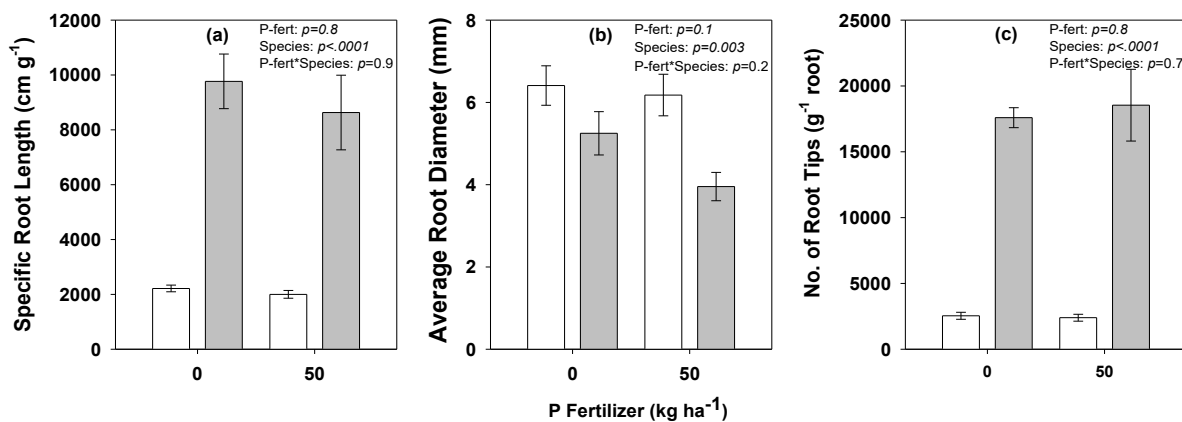 Specific Root Length (cm g⁻¹)
12000
10000
8000
6000
4000
2000
0
(a)
P-fert: p=0.8
Species: p<.0001
P-fert*Species: p=0.9
0
50
Average Root Diameter (mm)
8
6
4
2
0
(b)
P-fert: p=0.1
Species: p=0.003
P-fert*Species: p=0.2
0
50
No. of Root Tips (g⁻¹ root)
25000
20000
15000
10000
5000
0
(c)
P-fert: p=0.8
Species: p<.0001
P-fert*Species: p=0.7
0
50
P Fertilizer (kg ha⁻¹)